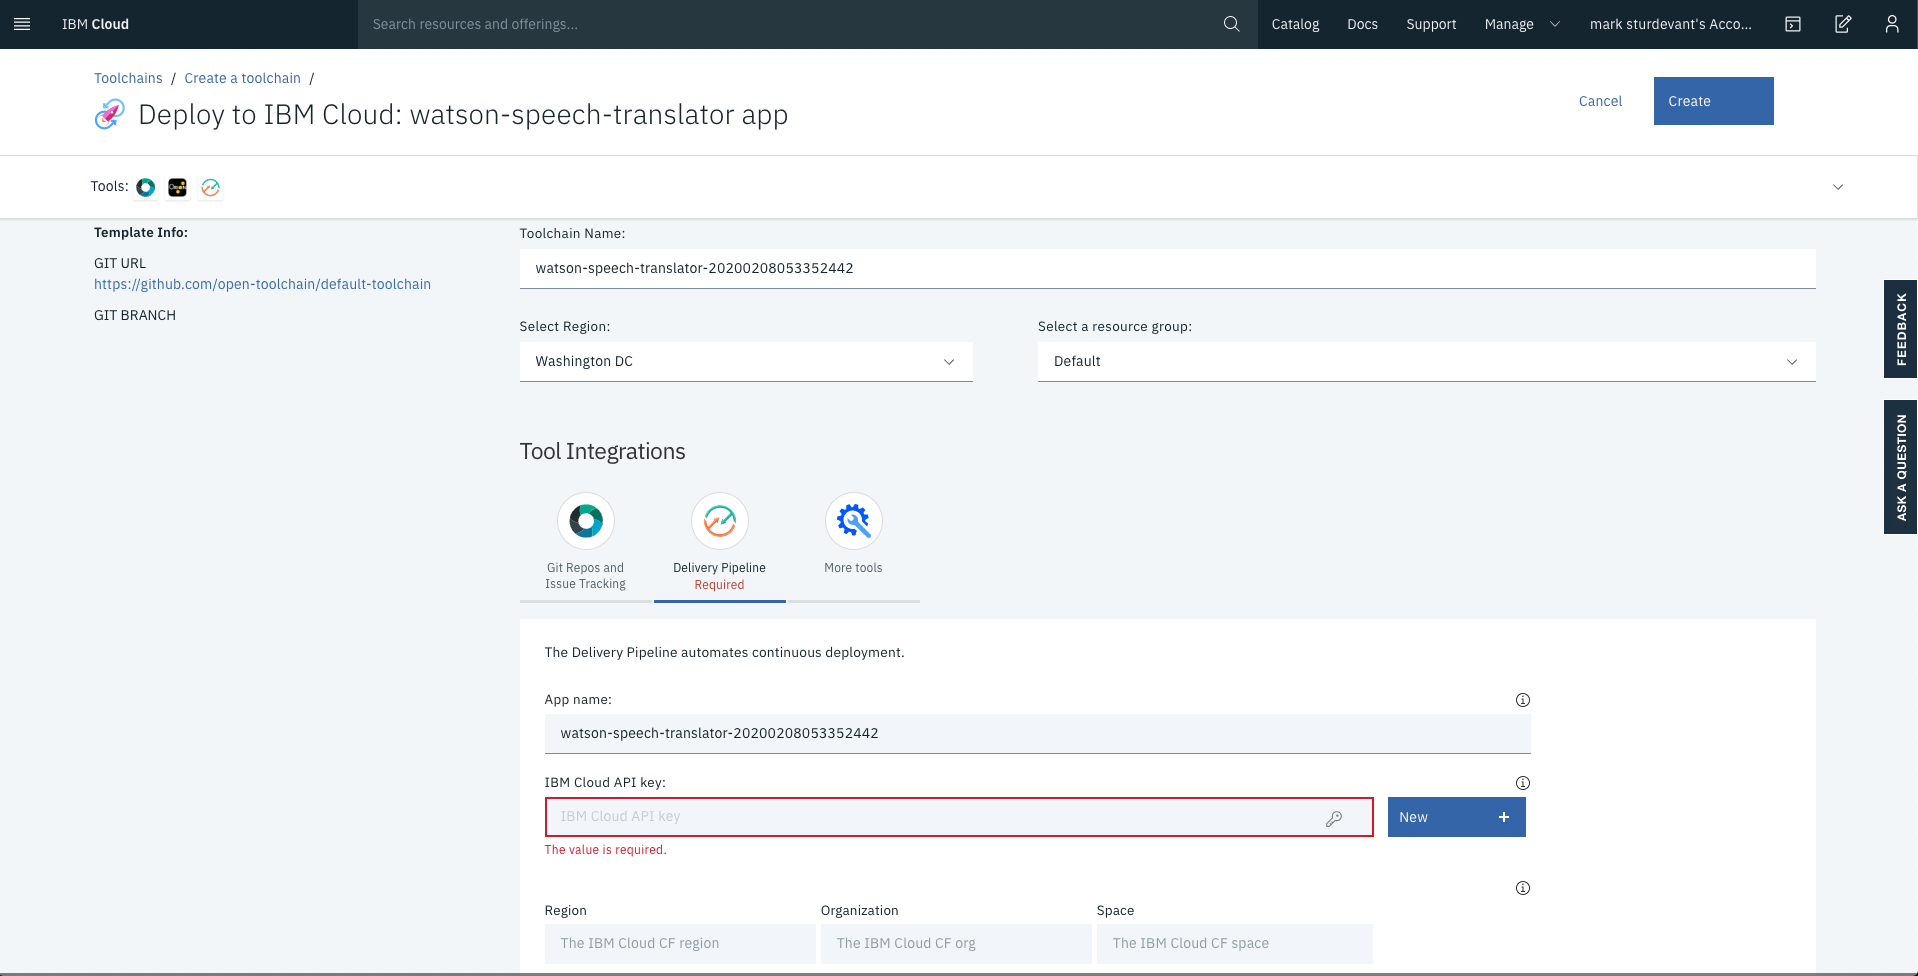 IBM Cloud
Search resources and offerings...
Catalog
Docs
Support
Manage
mark sturdevant's Acco...
Toolchains / Create a toolchain /
Deploy to IBM Cloud: watson-speech-translator app
Cancel
Create
Tools:
Template Info:
GIT URL
https://github.com/open-toolchain/default-toolchain
GIT BRANCH
Toolchain Name:
watson-speech-translator-20200208053352442
Select Region:
Washington DC
Select a resource group:
Default
FEEDBACK
ASK A QUESTION
Tool Integrations
Git Repos and
Issue Tracking
Delivery Pipeline
Required
More tools
The Delivery Pipeline automates continuous deployment.
App name:
watson-speech-translator-20200208053352442
IBM Cloud API key:
IBM Cloud API key
New +
The value is required.
Region
The IBM Cloud CF region
Organization
The IBM Cloud CF org
Space
The IBM Cloud CF space